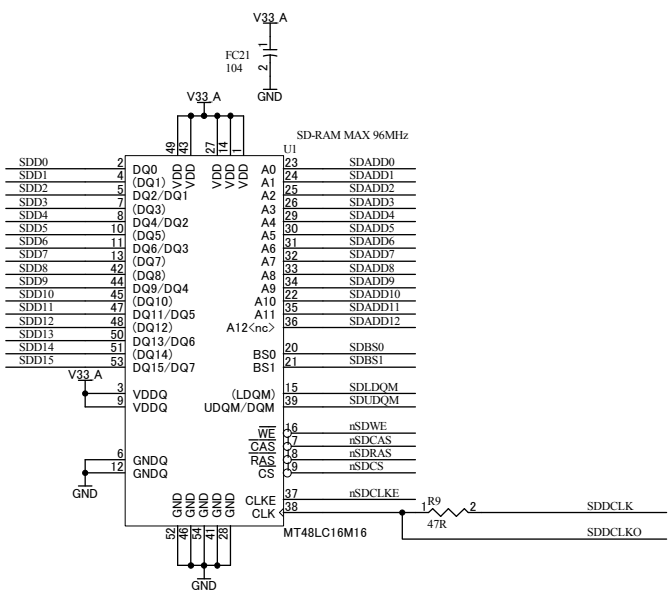 V33_A
1
FC21
104
2
GND
V33_A
SD-RAM MAX 96MHz
U1
49 43 27 14 1
VDD VDD VDD VDD VDD
SDD0 2 DQ0 A0 23 SDADD0
SDD1 4 (DQ1) A1 24 SDADD1
SDD2 5 DQ2/DQ1 A2 25 SDADD2
SDD3 7 (DQ3) A3 26 SDADD3
SDD4 8 DQ4/DQ2 A4 29 SDADD4
SDD5 10 (DQ5) A5 30 SDADD5
SDD6 11 DQ6/DQ3 A6 31 SDADD6
SDD7 13 (DQ7) A7 32 SDADD7
SDD8 42 (DQ8) A8 33 SDADD8
SDD9 44 DQ9/DQ4 A9 34 SDADD9
SDD10 45 (DQ10) A10 22 SDADD10
SDD11 47 DQ11/DQ5 A11 35 SDADD11
SDD12 48 (DQ12) A12<nc> 36 SDADD12
SDD13 50 DQ13/DQ6
SDD14 51 (DQ14) BS0 20 SDBS0
SDD15 53 DQ15/DQ7 BS1 21 SDBS1
V33_A
3 VDDQ (LDQM) 15 SDLDQM
9 VDDQ UDQM/DQM 39 SDUDQM
WE 16 nSDWE
CAS 17 nSDCAS
6 GNDQ RAS 18 nSDRAS
12 GNDQ CS 19 nSDCS
GND
CLKE 37 nSDCLKE
CLK 38 1 R9 2 SDDCLK
47R
SDDCLKO
GND GND GND GND GND
52 46 54 41 28
MT48LC16M16
GND